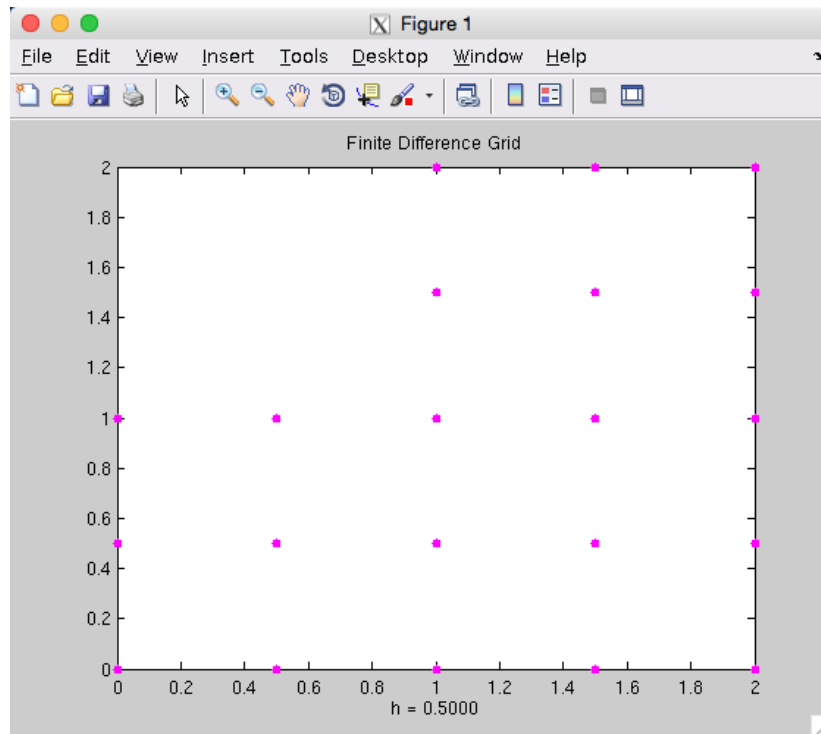 Figure 1
File Edit View Insert Tools Desktop Window Help
Finite Difference Grid
2
1.8
1.6
1.4
1.2
1
0.8
0.6
0.4
0.2
0
0 0.2 0.4 0.6 0.8 1 1.2 1.4 1.6 1.8 2
h = 0.5000